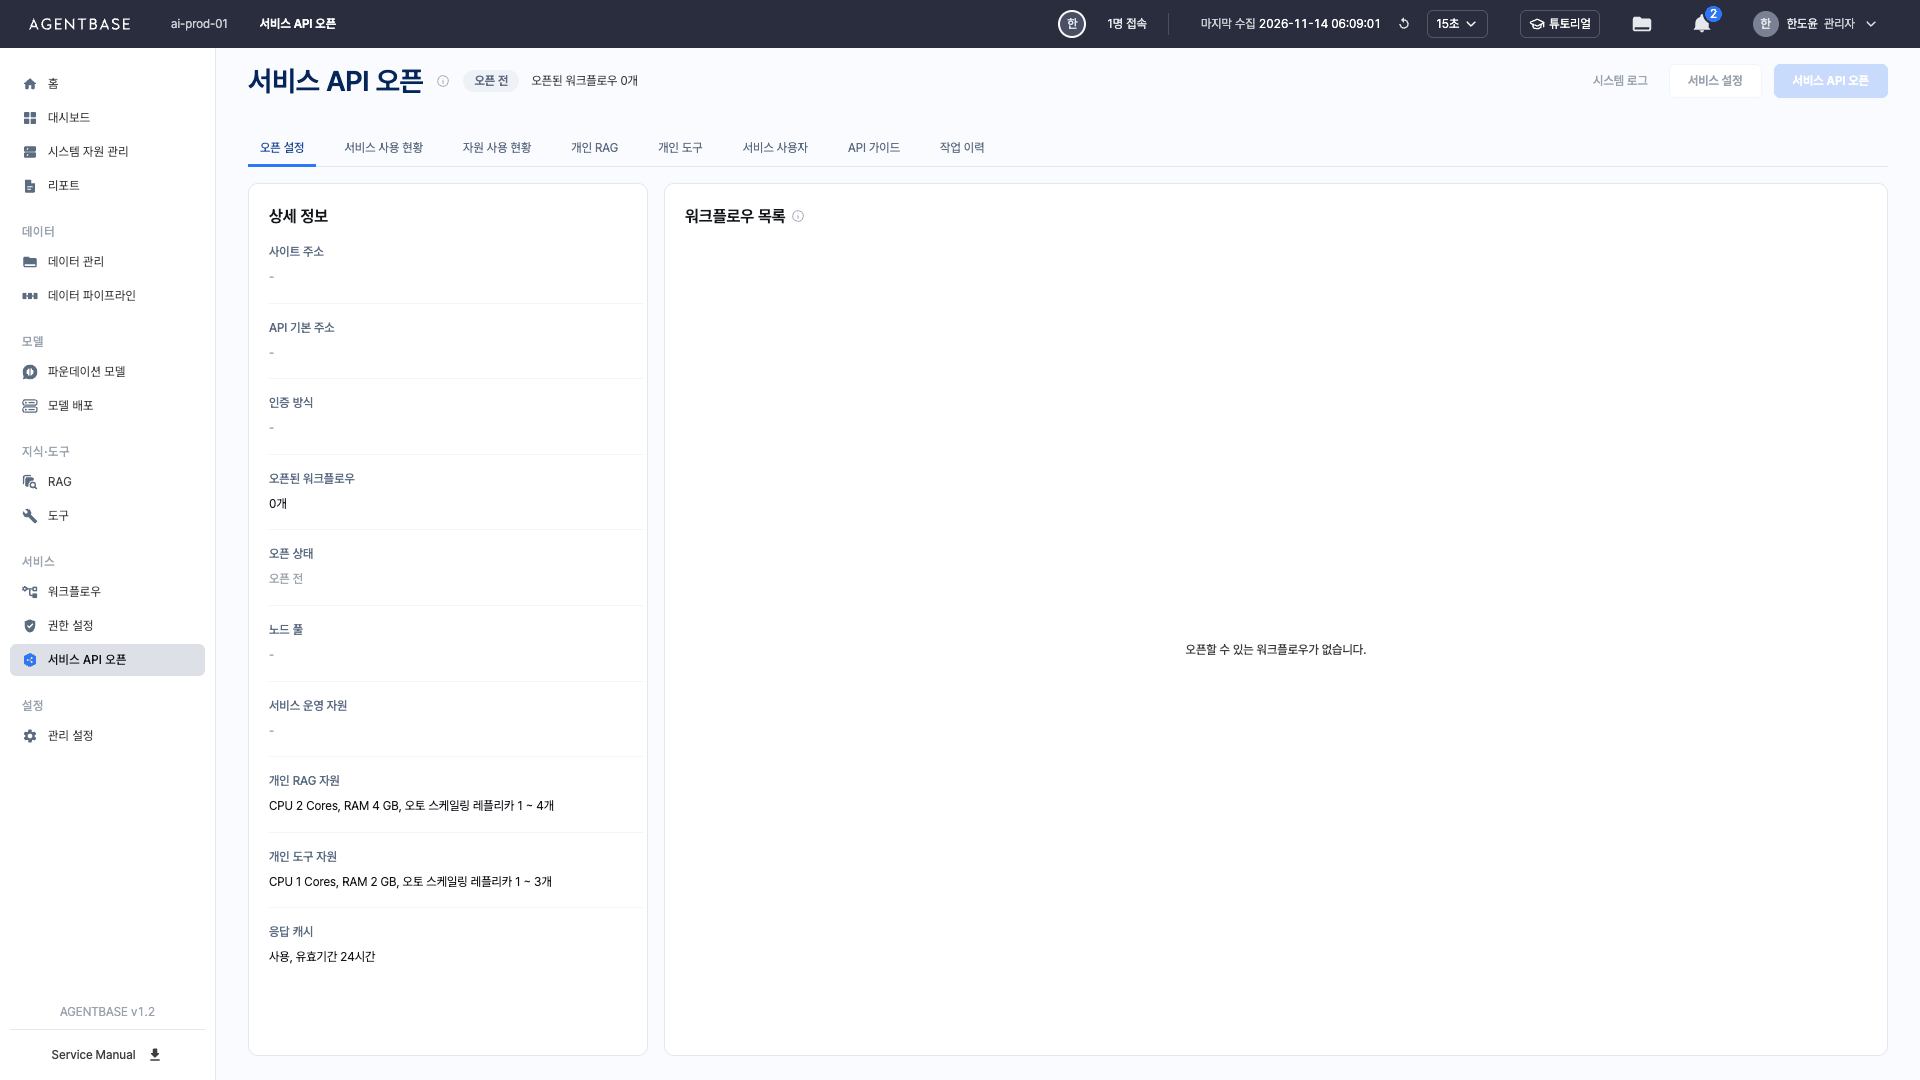 AGENTBASE
ai-prod-01
서비스 API 오픈
한
1명 접속
마지막 수집 2026-11-14 06:09:01
15초
튜토리얼
2
한
한도윤 관리자
홈
대시보드
시스템 자원 관리
리포트
데이터
데이터 관리
데이터 파이프라인
모델
파운데이션 모델
모델 배포
지식·도구
RAG
도구
서비스
워크플로우
권한 설정
서비스 API 오픈
설정
관리 설정
AGENTBASE v1.2
Service Manual
서비스 API 오픈
오픈 전
오픈된 워크플로우 0개
시스템 로그
서비스 설정
서비스 API 오픈
오픈 설정
서비스 사용 현황
자원 사용 현황
개인 RAG
개인 도구
서비스 사용자
API 가이드
작업 이력
상세 정보
사이트 주소
-
API 기본 주소
-
인증 방식
-
오픈된 워크플로우
0개
오픈 상태
오픈 전
노드 풀
-
서비스 운영 자원
-
개인 RAG 자원
CPU 2 Cores, RAM 4 GB, 오토 스케일링 레플리카 1 ~ 4개
개인 도구 자원
CPU 1 Cores, RAM 2 GB, 오토 스케일링 레플리카 1 ~ 3개
응답 캐시
사용, 유효기간 24시간
워크플로우 목록
오픈할 수 있는 워크플로우가 없습니다.